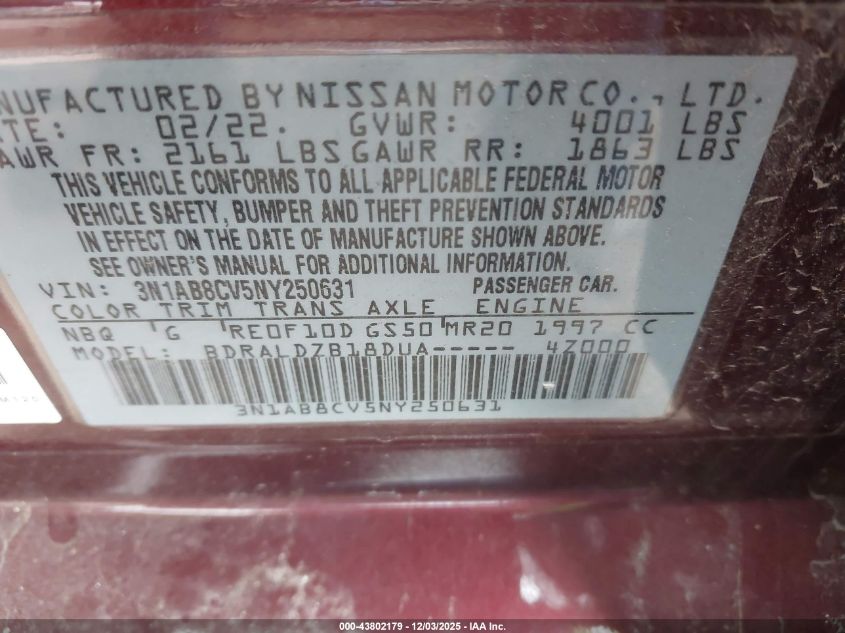 NUFACTURED BY NISSAN MOTOR CO., LTD.
ATE: 02/22. GVWR: 4001 LBS
AWR FR: 2161 LBS GAWR RR: 1863 LBS
THIS VEHICLE CONFORMS TO ALL APPLICABLE FEDERAL MOTOR
VEHICLE SAFETY, BUMPER AND THEFT PREVENTION STANDARDS
IN EFFECT ON THE DATE OF MANUFACTURE SHOWN ABOVE.
SEE OWNER'S MANUAL FOR ADDITIONAL INFORMATION.
VIN: 3N1AB8CV5NY250631 PASSENGER CAR.
COLOR TRIM TRANS AXLE ENGINE
NBQ G RE0F10D GS50 MR20 1997 CC
MODEL: BDRALDZB18DUA----- 4Z000
3N1AB8CV5NY250631
000-43802179 - 12/03/2025 - IAA Inc.